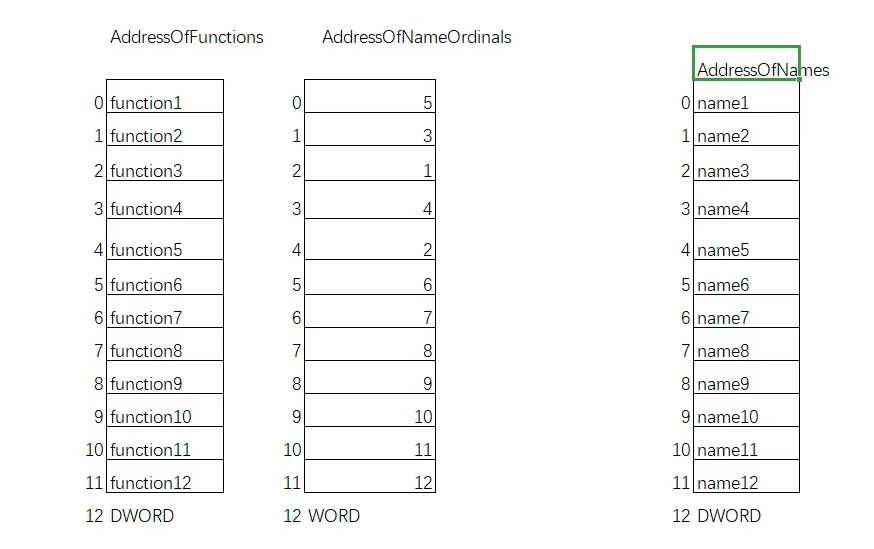 AddressOfFunctions AddressOfNameOrdinals
AddressOfNames
0 function1 0 5 0 name1
1 function2 1 3 1 name2
2 function3 2 1 2 name3
3 function4 3 4 3 name4
4 function5 4 2 4 name5
5 function6 5 6 5 name6
6 function7 6 7 6 name7
7 function8 7 8 7 name8
8 function9 8 9 8 name9
9 function10 9 10 9 name10
10 function11 10 11 10 name11
11 function12 11 12 11 name12
12 DWORD 12 WORD 12 DWORD